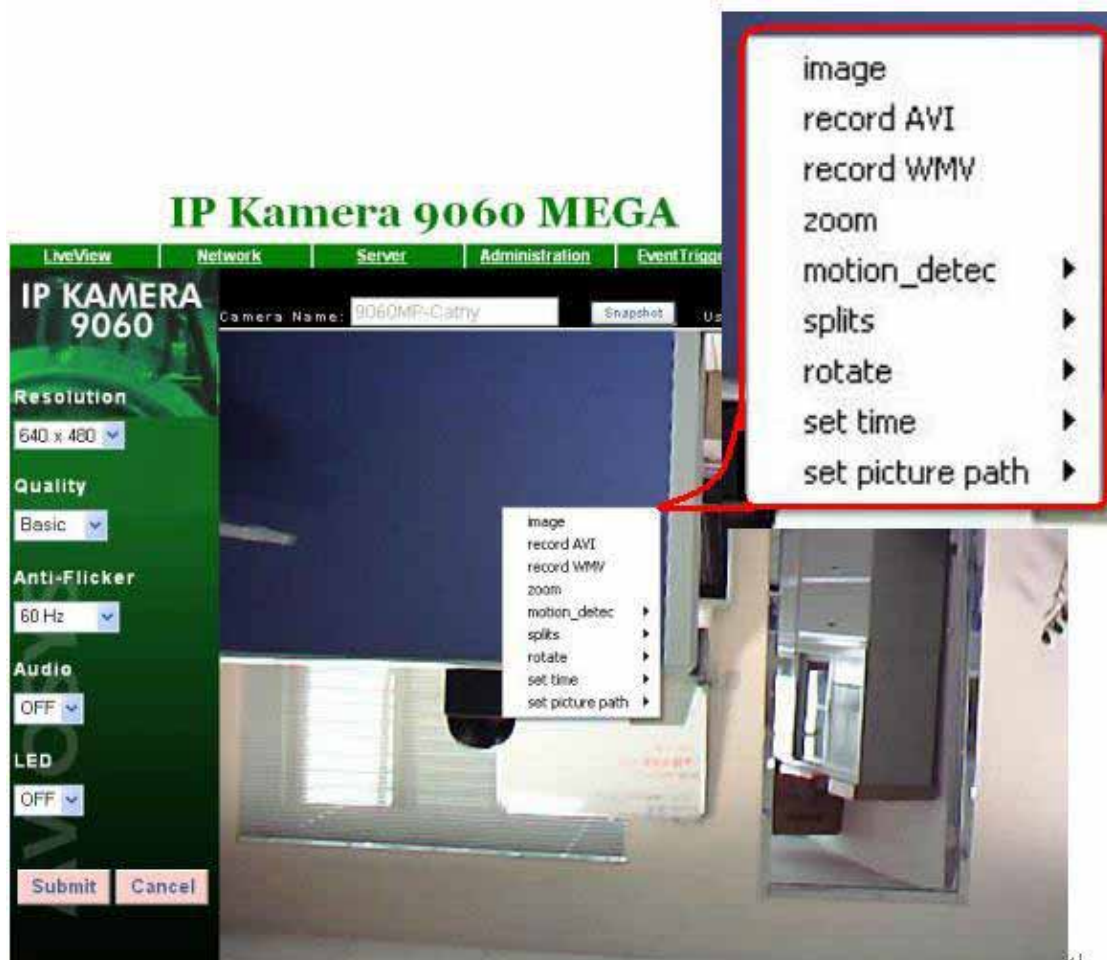 image
record AVI
record WMV
zoom
motion_detec
splits
rotate
set time
set picture path
IP Kamera 9060 MEGA
LiveView Network Server Administration EventTrigge
IP KAMERA
9060
Camera Name: 9060MP-Cathy Snapshot Us
Resolution
640 x 480
Quality
Basic
Anti-Flicker
60 Hz
Audio
OFF
LED
OFF
Submit Cancel
image
record AVI
record WMV
zoom
motion_detec
splits
rotate
set time
set picture path